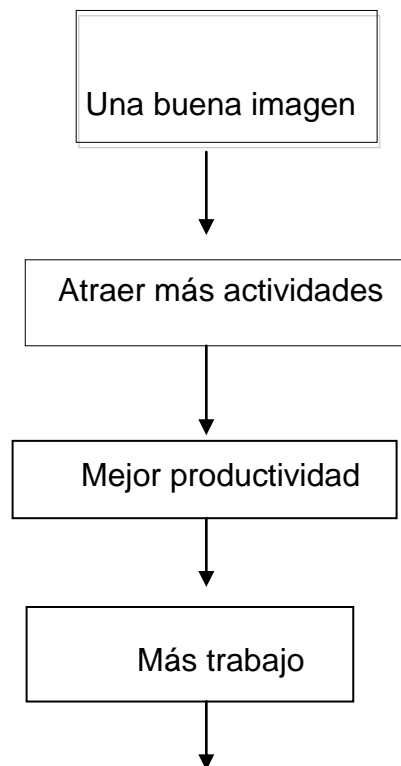 Una buena imagen
Atraer más actividades
Mejor productividad
Más trabajo